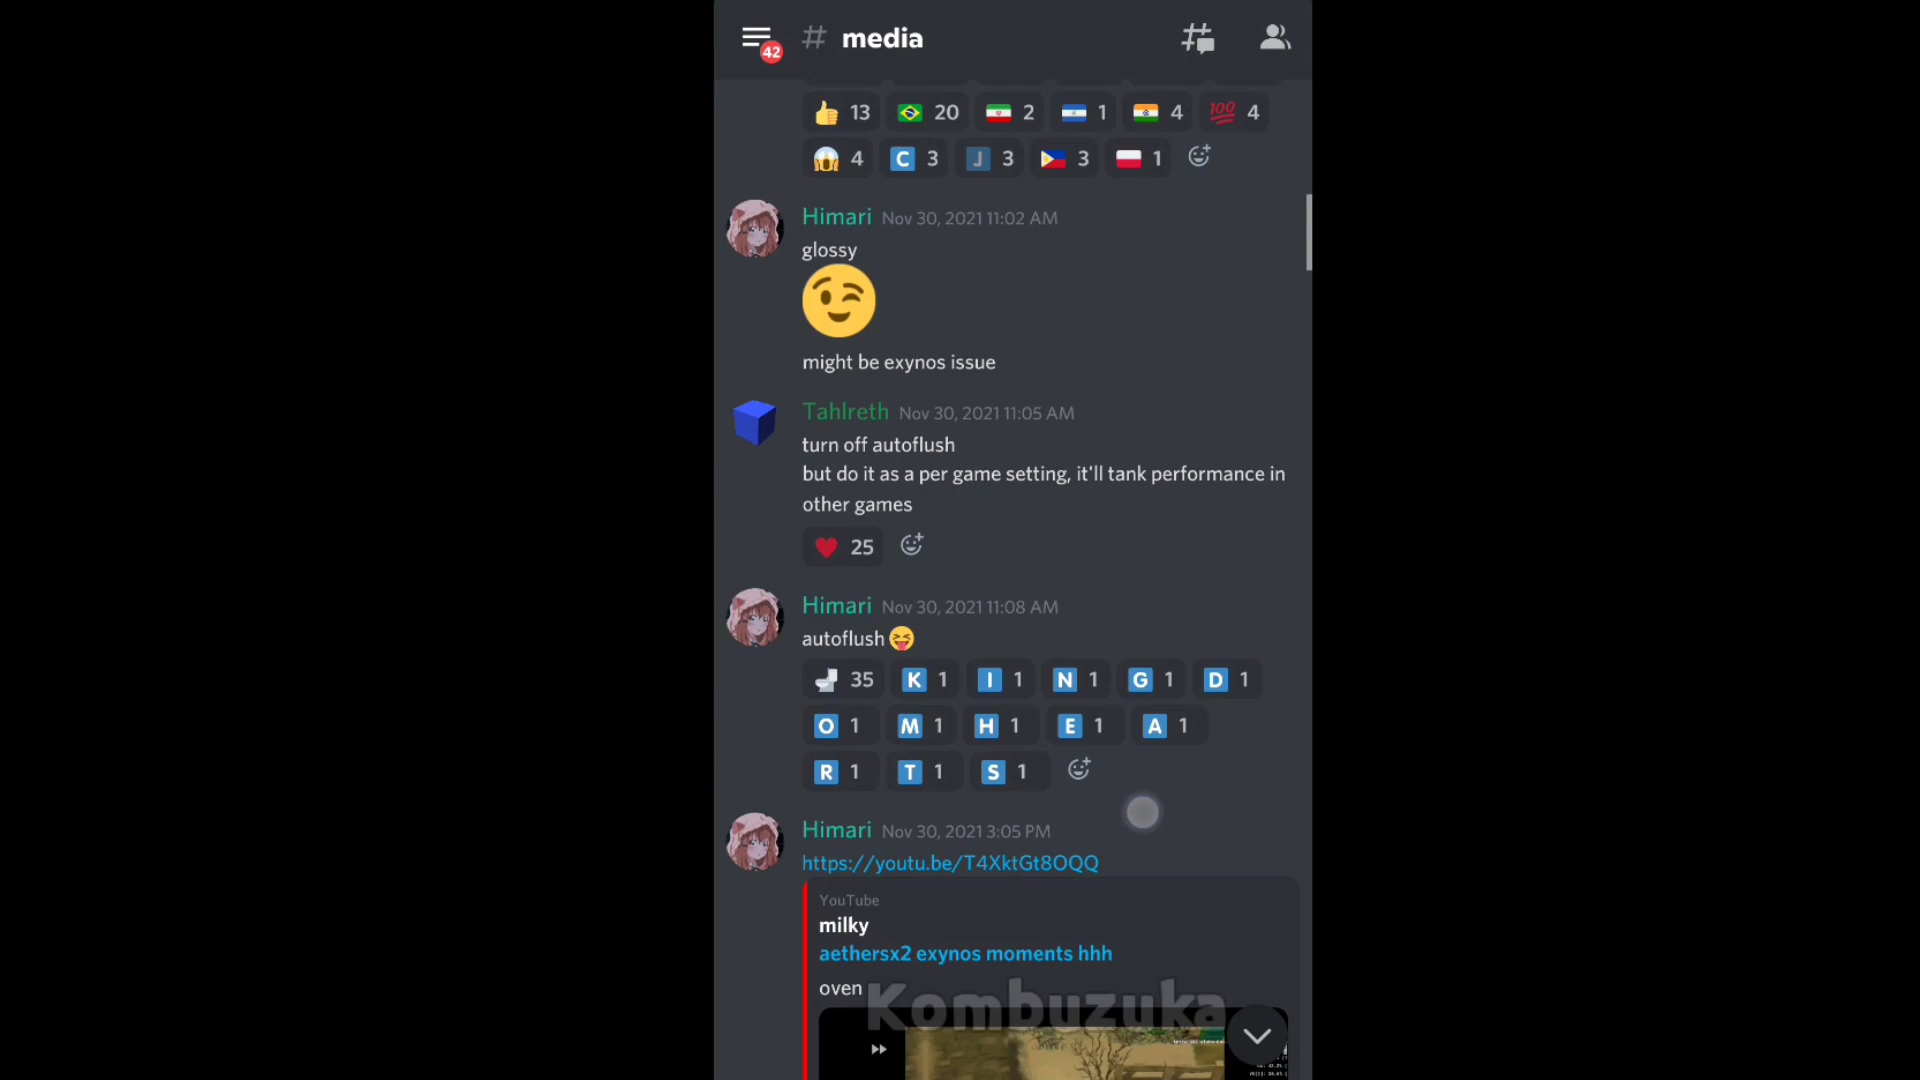 42
# media
13 20 2 1 4 💯 4
4 C 3 J 3 3 1
Himari Nov 30, 2021 11:02 AM
glossy
might be exynos issue
Tahlreth Nov 30, 2021 11:05 AM
turn off autoflush
but do it as a per game setting, it'll tank performance in
other games
25
Himari Nov 30, 2021 11:08 AM
autoflush
35 K 1 I 1 N 1 G 1 D 1
O 1 M 1 H 1 E 1 A 1
R 1 T 1 S 1
Himari Nov 30, 2021 3:05 PM
https://youtu.be/T4XktGt8OQQ
YouTube
milky
aethersx2 exynos moments hhh
oven
Kombuzuka